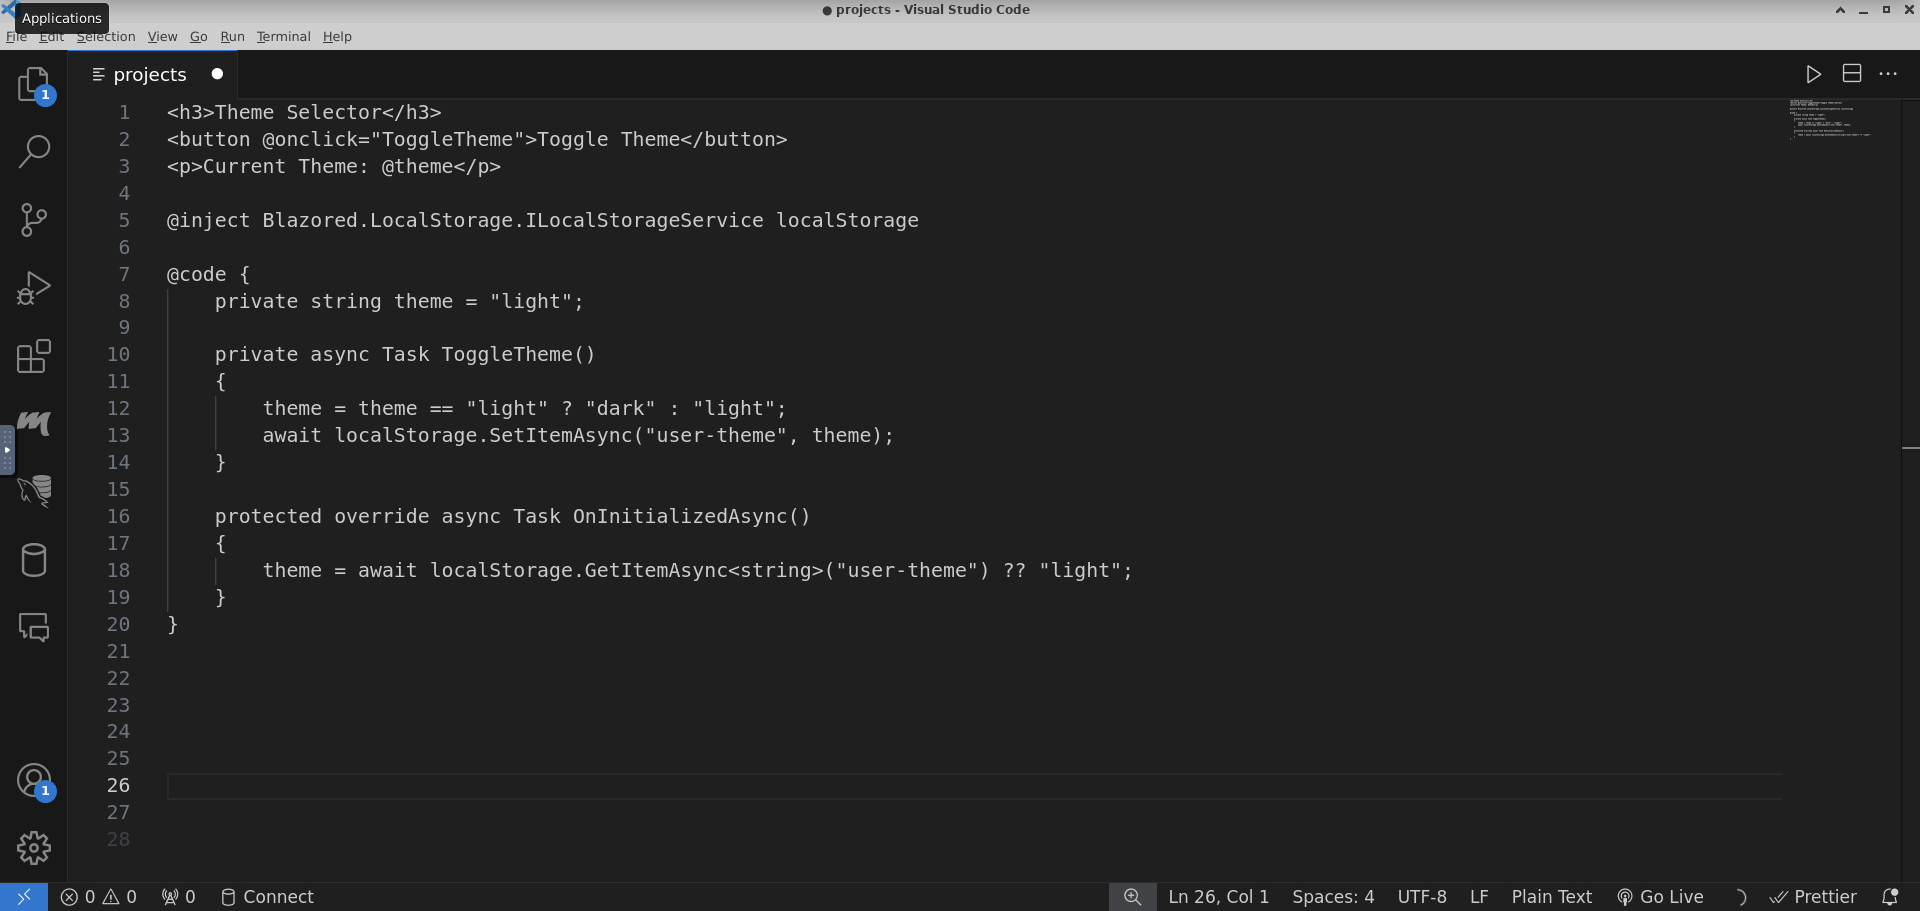 Applications
● projects - Visual Studio Code
File Edit Selection View Go Run Terminal Help
projects
1
1 <h3>Theme Selector</h3>
2 <button @onclick="ToggleTheme">Toggle Theme</button>
3 <p>Current Theme: @theme</p>
4
5 @inject Blazored.LocalStorage.ILocalStorageService localStorage
6
7 @code {
8     private string theme = "light";
9
10     private async Task ToggleTheme()
11     {
12         theme = theme == "light" ? "dark" : "light";
13         await localStorage.SetItemAsync("user-theme", theme);
14     }
15
16     protected override async Task OnInitializedAsync()
17     {
18         theme = await localStorage.GetItemAsync<string>("user-theme") ?? "light";
19     }
20 }
21
22
23
24
25
26
27
28
1
0 0 0 Connect Ln 26, Col 1 Spaces: 4 UTF-8 LF Plain Text Go Live Prettier